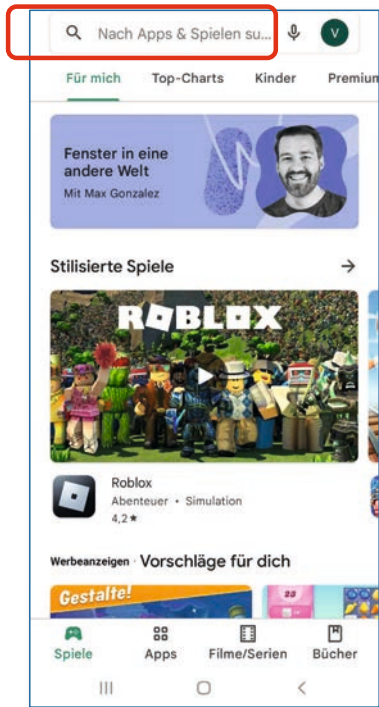 Nach Apps & Spielen su...
V
Für mich Top-Charts Kinder Premium
Fenster in eine
andere Welt
Mit Max Gonzalez
Stilisierte Spiele
ROBLOX
Roblox
Abenteuer • Simulation
4,2★
Werbeanzeigen · Vorschläge für dich
Gestalte!
23
Spiele Apps Filme/Serien Bücher